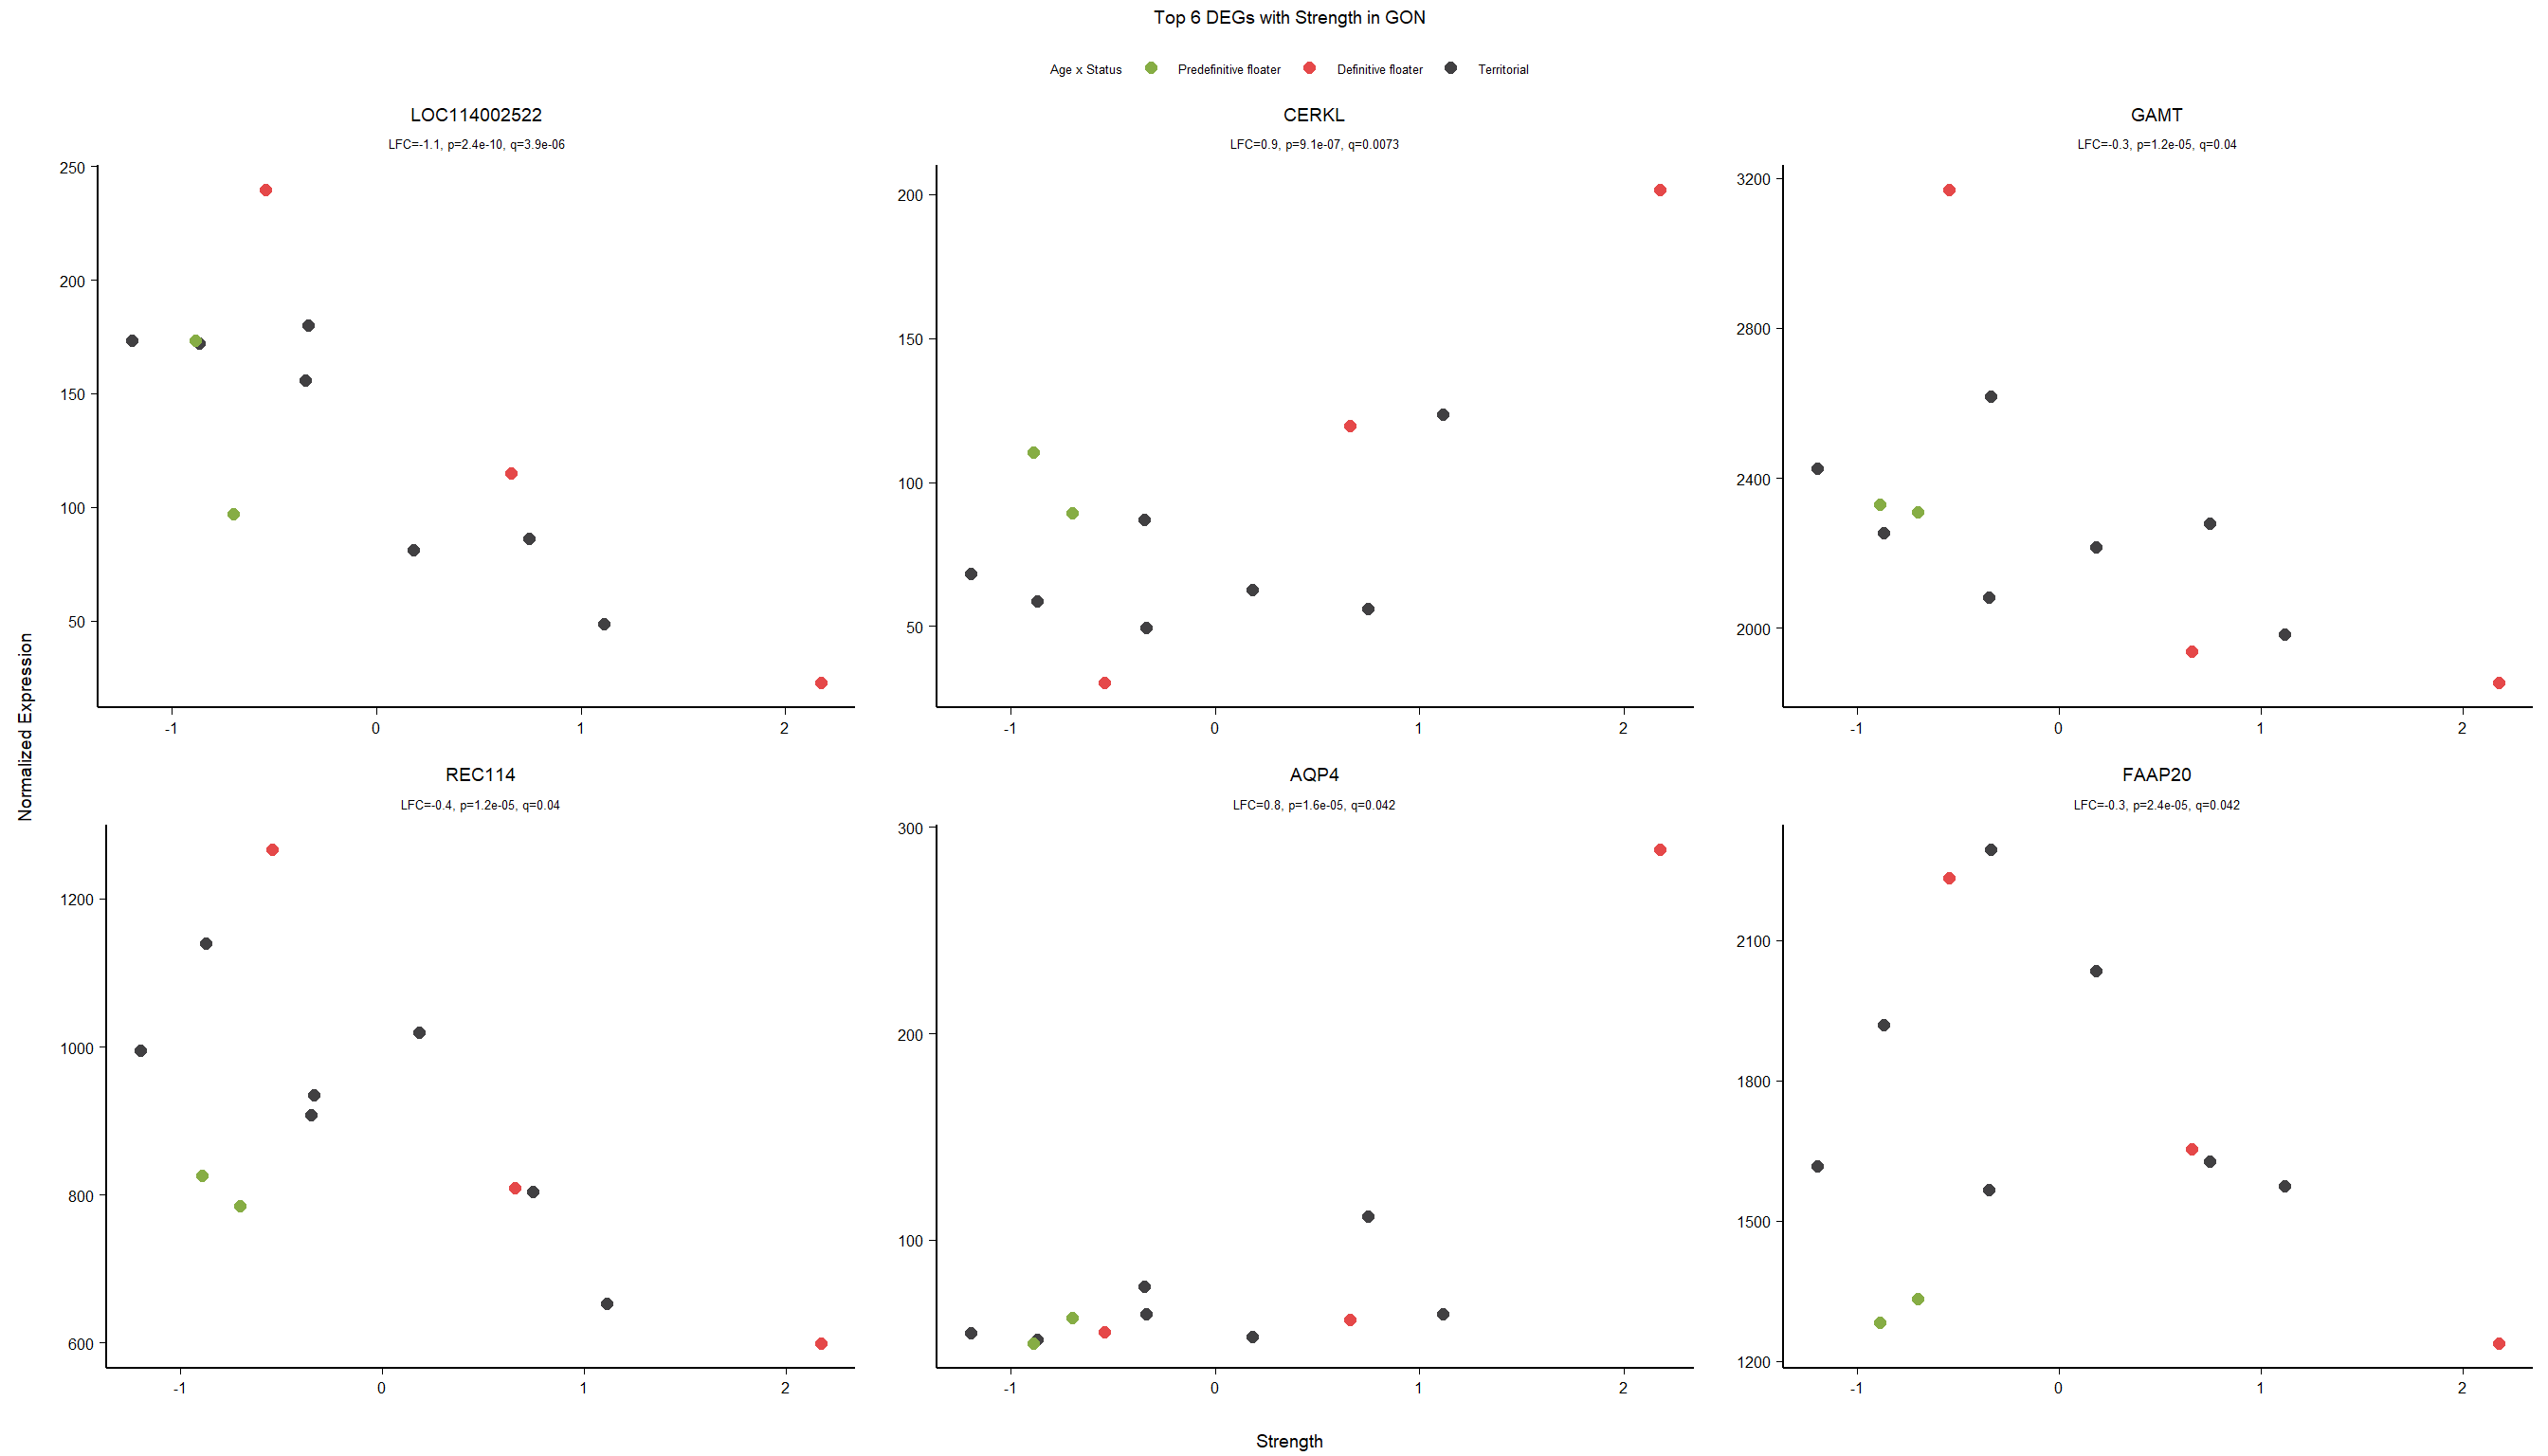 Top 6 DEGs with Strength in GON
Age x Status Predefinitive floater Definitive floater Territorial
LOC114002522
LFC=-1.1, p=2.4e-10, q=3.9e-06
250
200
150
100
50
-1 0 1 2
CERKL
LFC=0.9, p=9.1e-07, q=0.0073
200
150
100
50
-1 0 1 2
GAMT
LFC=-0.3, p=1.2e-05, q=0.04
3200
2800
2400
2000
-1 0 1 2
Normalized Expression
REC114
LFC=-0.4, p=1.2e-05, q=0.04
1200
1000
800
600
-1 0 1 2
AQP4
LFC=0.8, p=1.6e-05, q=0.042
300
200
100
-1 0 1 2
FAAP20
LFC=-0.3, p=2.4e-05, q=0.042
2100
1800
1500
1200
-1 0 1 2
Strength